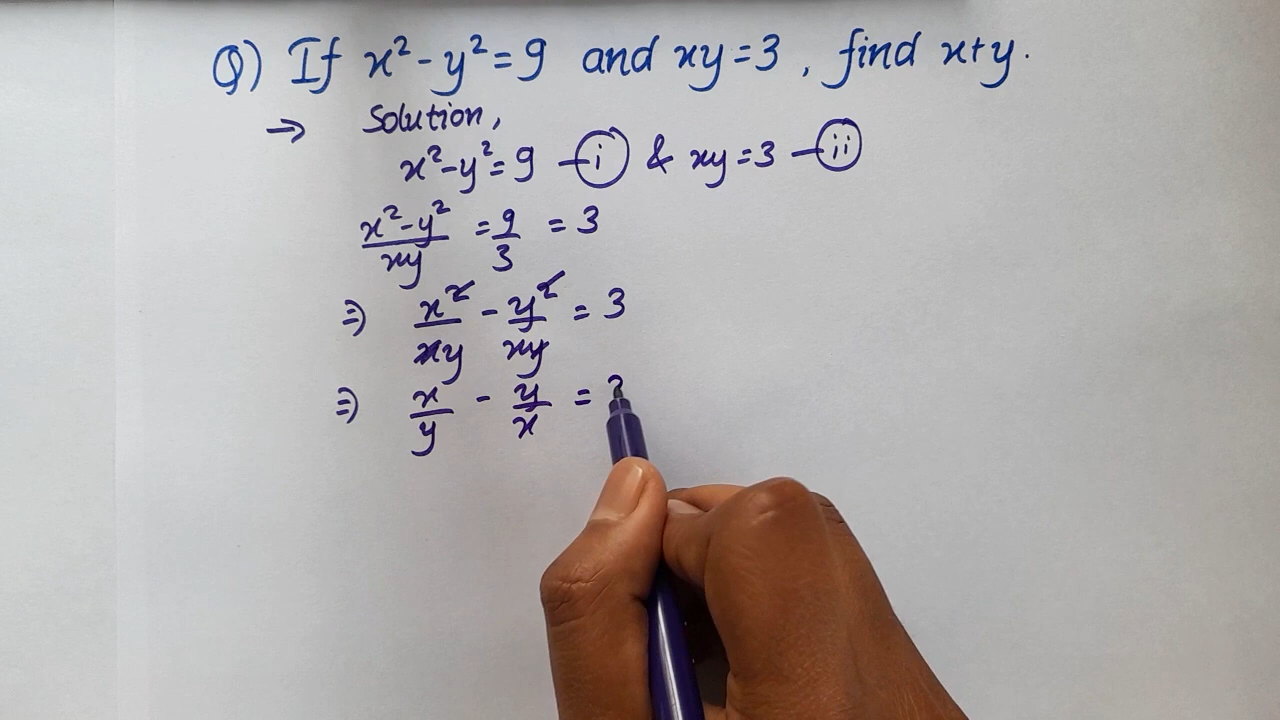 Q) If x² - y² = 9 and xy = 3 , find x+y.
→ Solution,
x² - y² = 9 — (i) & xy = 3 — (ii)
x² - y² / xy = 9/3 = 3
⇒ x²/xy - y²/xy = 3
⇒ x/y - y/x =